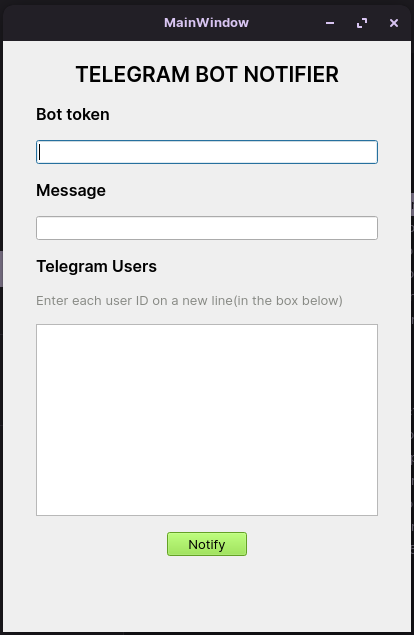 MainWindow
TELEGRAM BOT NOTIFIER
Bot token
Message
Telegram Users
Enter each user ID on a new line(in the box below)
Notify